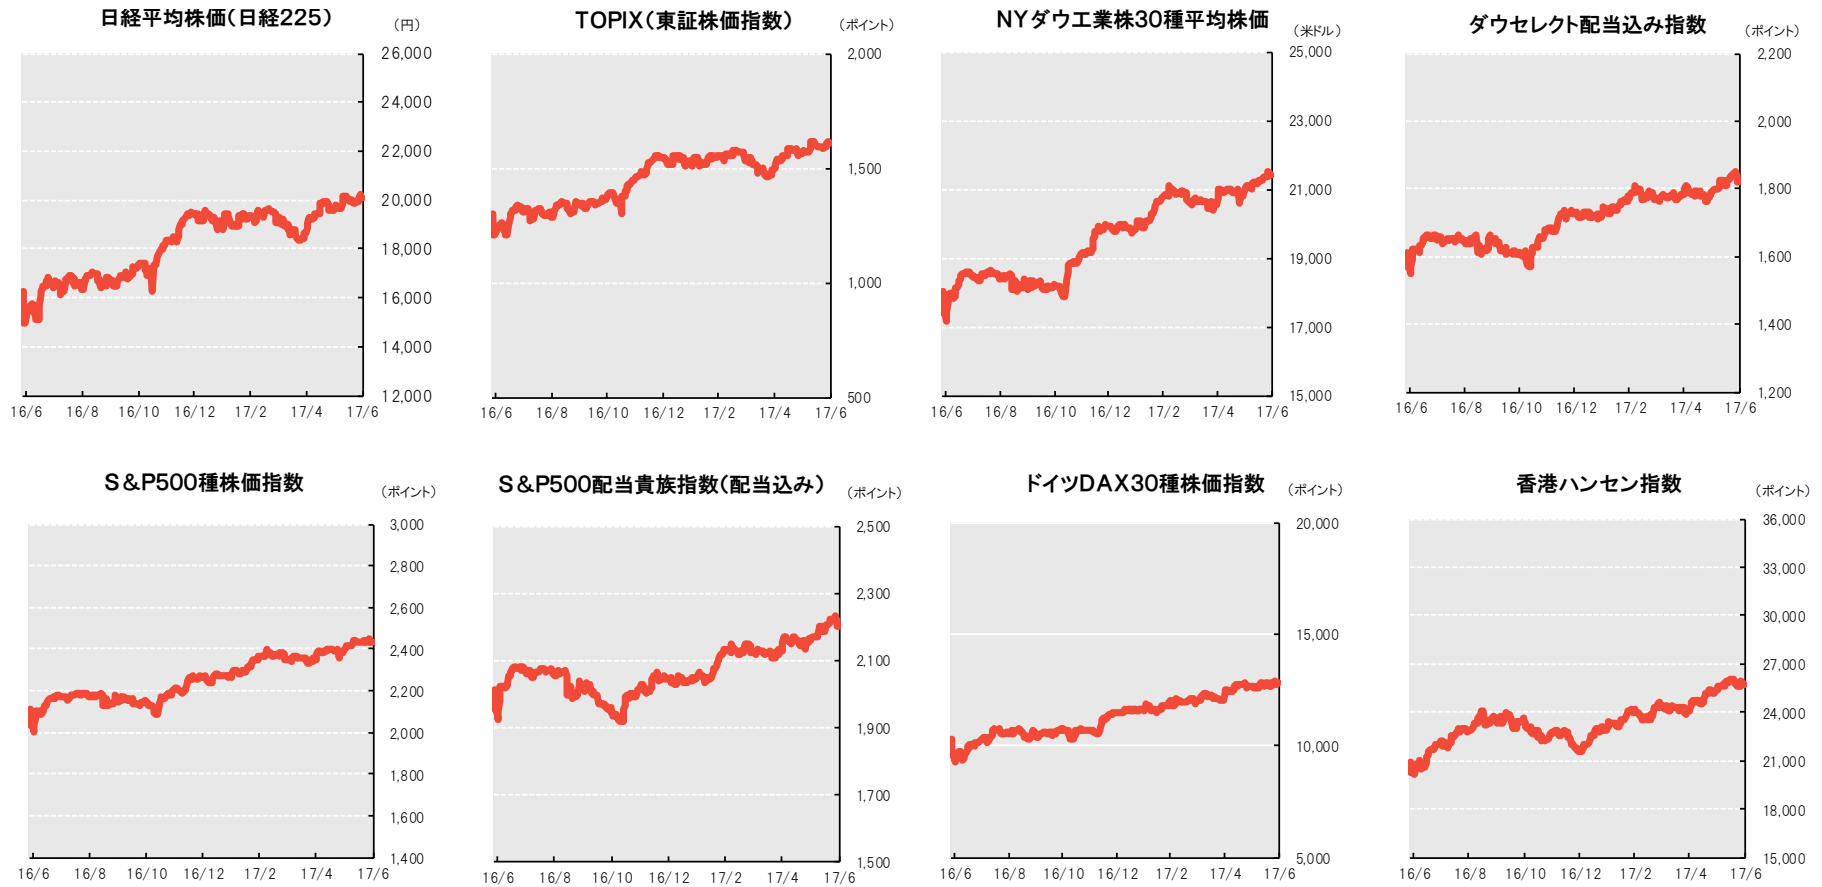 日経平均株価(日経225)
(円)
26,000
24,000
22,000
20,000
18,000
16,000
14,000
12,000
16/6 16/8 16/10 16/12 17/2 17/4 17/6
TOPIX(東証株価指数)
(ポイント)
2,000
1,500
1,000
500
16/6 16/8 16/10 16/12 17/2 17/4 17/6
NYダウ工業株30種平均株価
(米ドル)
25,000
23,000
21,000
19,000
17,000
15,000
16/6 16/8 16/10 16/12 17/2 17/4 17/6
ダウセレクト配当込み指数
(ポイント)
2,200
2,000
1,800
1,600
1,400
1,200
16/6 16/8 16/10 16/12 17/2 17/4 17/6
S&P500種株価指数
(ポイント)
3,000
2,800
2,600
2,400
2,200
2,000
1,800
1,600
1,400
16/6 16/8 16/10 16/12 17/2 17/4 17/6
S&P500配当貴族指数(配当込み)
(ポイント)
2,500
2,300
2,100
1,900
1,700
1,500
16/6 16/8 16/10 16/12 17/2 17/4 17/6
ドイツDAX30種株価指数
(ポイント)
20,000
15,000
10,000
5,000
16/6 16/8 16/10 16/12 17/2 17/4 17/6
香港ハンセン指数
(ポイント)
36,000
33,000
30,000
27,000
24,000
21,000
18,000
15,000
16/6 16/8 16/10 16/12 17/2 17/4 17/6